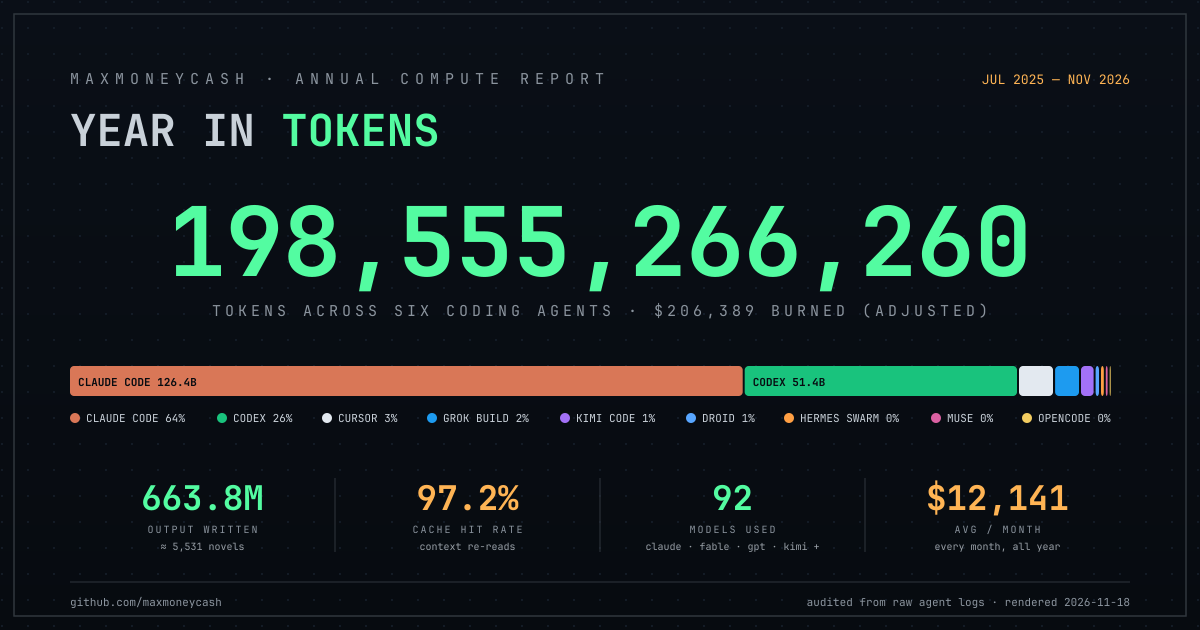 MAXMONEYCASH · ANNUAL COMPUTE REPORT
JUL 2025 — NOV 2026
YEAR IN TOKENS
198,555,266,260
TOKENS ACROSS SIX CODING AGENTS · $206,389 BURNED (ADJUSTED)
CLAUDE CODE 126.4B CODEX 51.4B
CLAUDE CODE 64% CODEX 26% CURSOR 3% GROK BUILD 2% KIMI CODE 1% DROID 1% HERMES SWARM 0% MUSE 0% OPENCODE 0%
663.8M 97.2% 92 $12,141
OUTPUT WRITTEN CACHE HIT RATE MODELS USED AVG / MONTH
≈ 5,531 novels context re-reads claude · fable · gpt · kimi + every month, all year
github.com/maxmoneycash audited from raw agent logs · rendered 2026-11-18